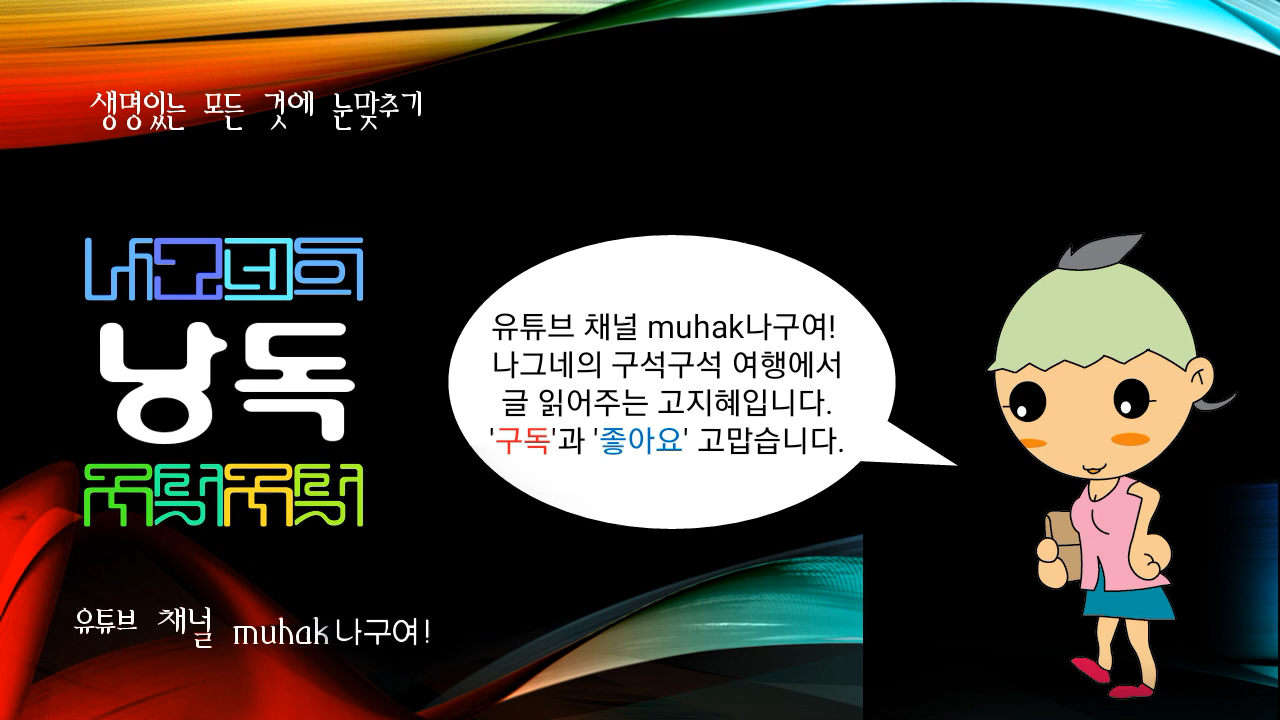 생명있는 모든 것에 눈맞추기
나그네의
낭독
구석구석
유튜브 채널 muhak나구여!
나그네의 구석구석 여행에서
글 읽어주는 고지혜입니다.
'구독'과 '좋아요' 고맙습니다.
유튜브 채널 muhak나구여!